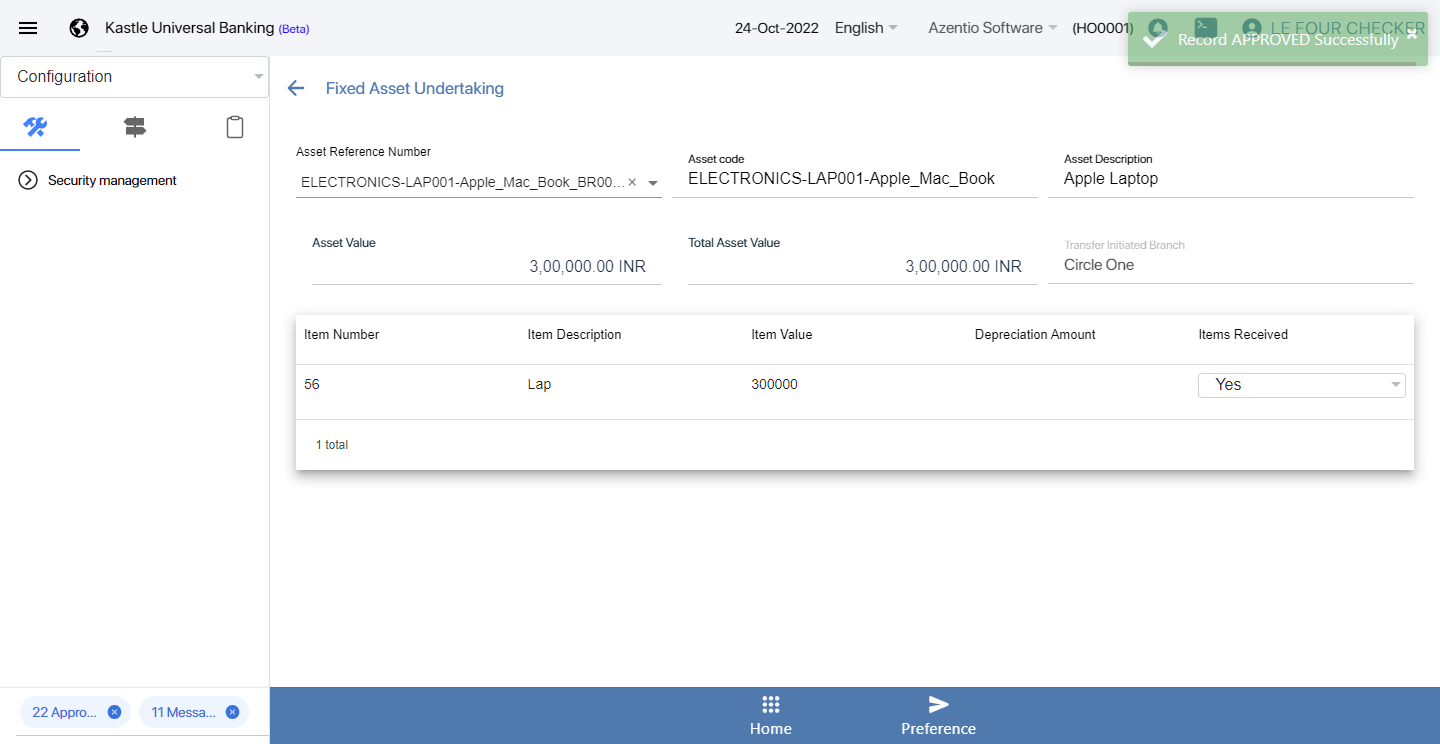 Kastle Universal Banking (Beta)
24-Oct-2022
English
Azentio Software
(HO0001)
LE FOUR CHECKER
Record APPROVED Successfully
Configuration
Fixed Asset Undertaking
Security management
Asset Reference Number
ELECTRONICS-LAP001-Apple_Mac_Book_BR00...
Asset code
ELECTRONICS-LAP001-Apple_Mac_Book
Asset Description
Apple Laptop
Asset Value
3,00,000.00 INR
Total Asset Value
3,00,000.00 INR
Transfer Initiated Branch
Circle One
Item Number Item Description Item Value Depreciation Amount Items Received
56 Lap 300000 Yes
1 total
22 Appro...
11 Messa...
Home
Preference